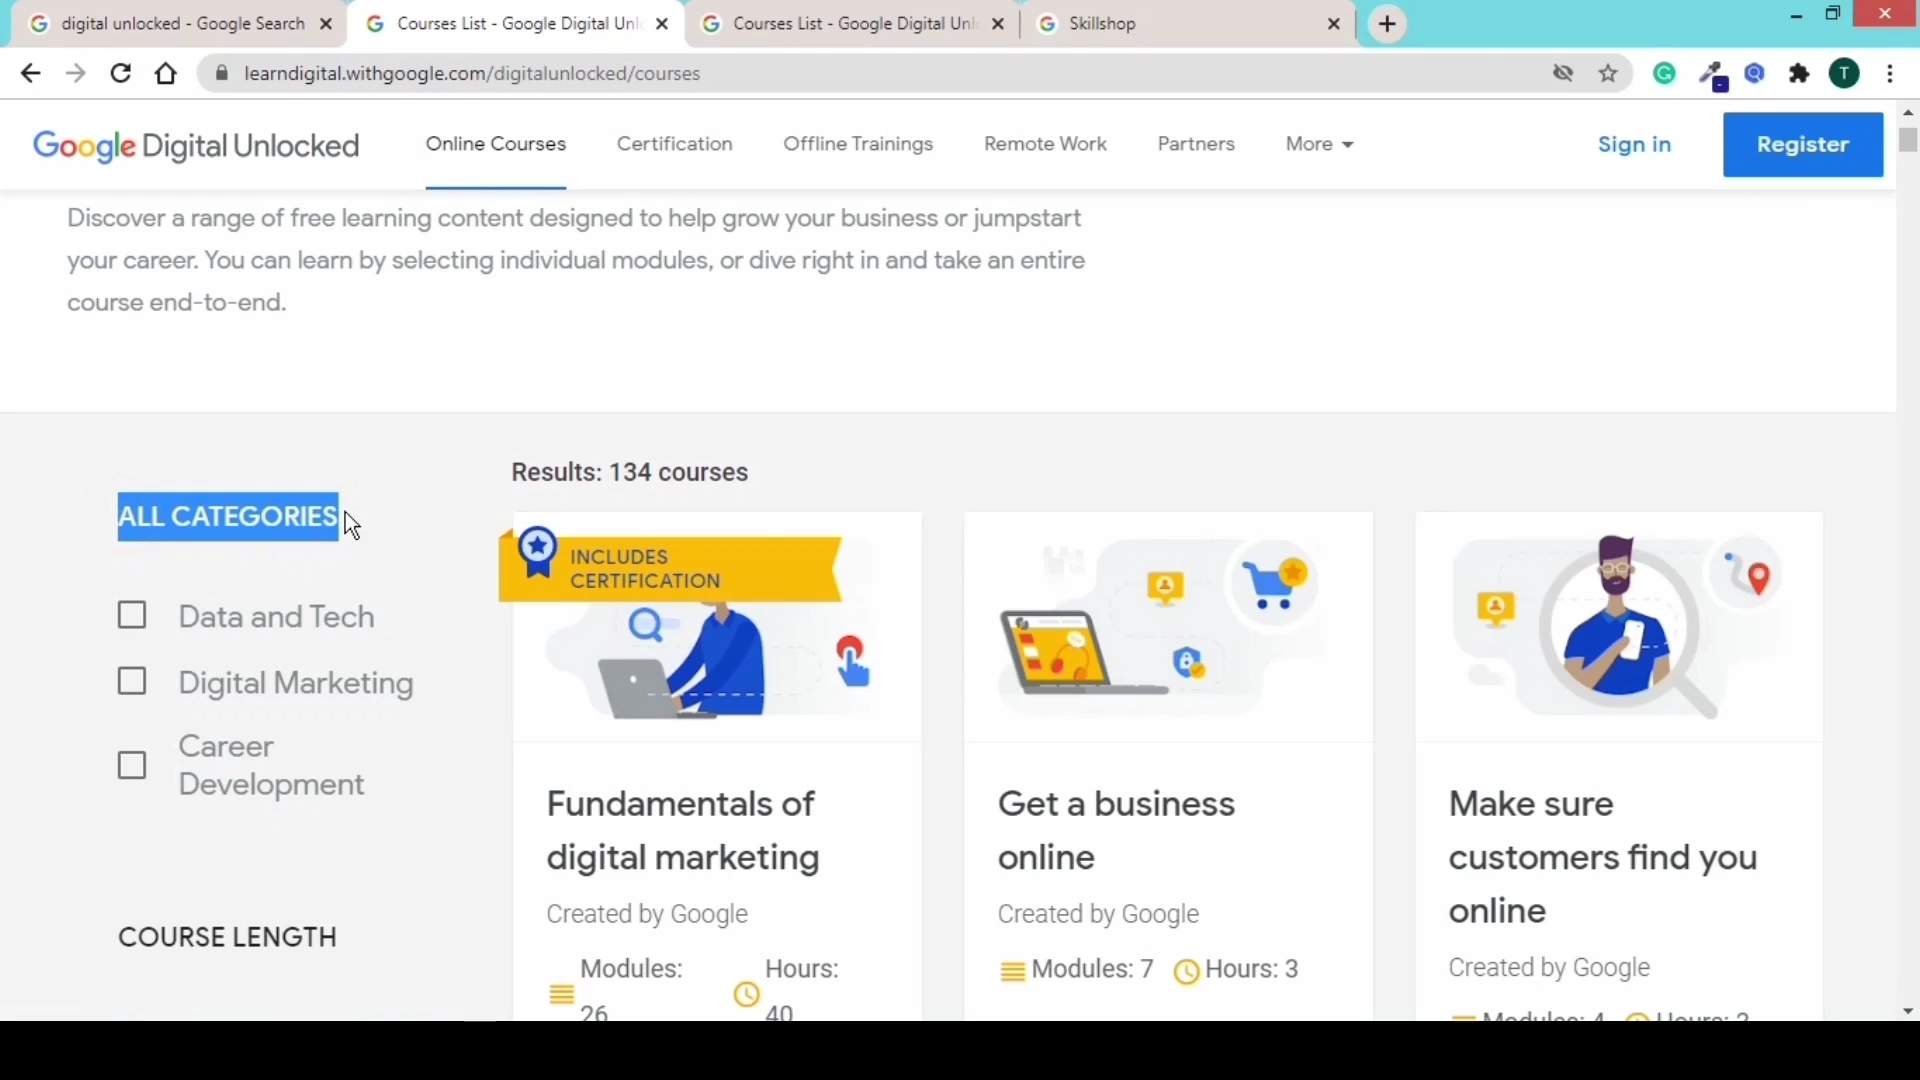 digital unlocked - Google Search
Courses List - Google Digital Unl
Courses List - Google Digital Unl
Skillshop
learndigital.withgoogle.com/digitalunlocked/courses
T
Google Digital Unlocked
Online Courses
Certification
Offline Trainings
Remote Work
Partners
More
Sign in
Register
Discover a range of free learning content designed to help grow your business or jumpstart
your career. You can learn by selecting individual modules, or dive right in and take an entire
course end-to-end.
Results: 134 courses
ALL CATEGORIES
Data and Tech
Digital Marketing
Career
Development
COURSE LENGTH
INCLUDES
CERTIFICATION
Fundamentals of
digital marketing
Created by Google
Modules:
26
Hours:
40
Get a business
online
Created by Google
Modules: 7
Hours: 3
Make sure
customers find you
online
Created by Google
Modules: 4
Hours: 3